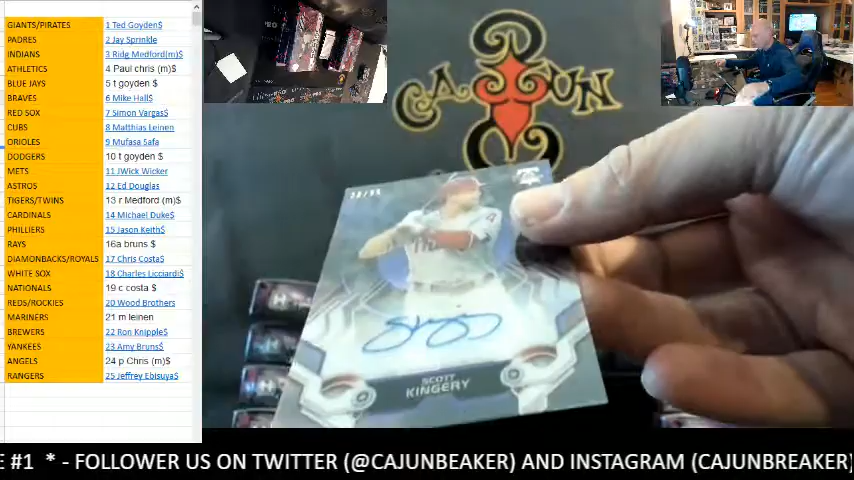 GIANTS/PIRATES 1 Ted Goyden$
PADRES 2 Jay Sprinkle
INDIANS 3 Ridg Medford(m)$
ATHLETICS 4 Paul chris (m)$
BLUE JAYS 5 t goyden $
BRAVES 6 Mike Hall$
RED SOX 7 Simon Vargas$
CUBS 8 Matthias Leinen
ORIOLES 9 Mufasa Safa
DODGERS 10 t goyden $
METS 11 JWick Wicker
ASTROS 12 Ed Douglas
TIGERS/TWINS 13 r Medford (m)$
CARDINALS 14 Michael Duke$
PHILLIERS 15 Jason Keith$
RAYS 16a bruns $
DIAMONBACKS/ROYALS 17 Chris Costa$
WHITE SOX 18 Charles Licciardi$
NATIONALS 19 c costa $
REDS/ROCKIES 20 Wood Brothers
MARINERS 21 m leinen
BREWERS 22 Ron Knipple$
YANKEES 23 Amy Bruns$
ANGELS 24 p Chris (m)$
RANGERS 25 Jeffrey Ebisuya$
CAJUN
SCOTT
KINGERY
E #1 * - FOLLOWER US ON TWITTER (@CAJUNBEAKER) AND INSTAGRAM (CAJUNBREAKER)